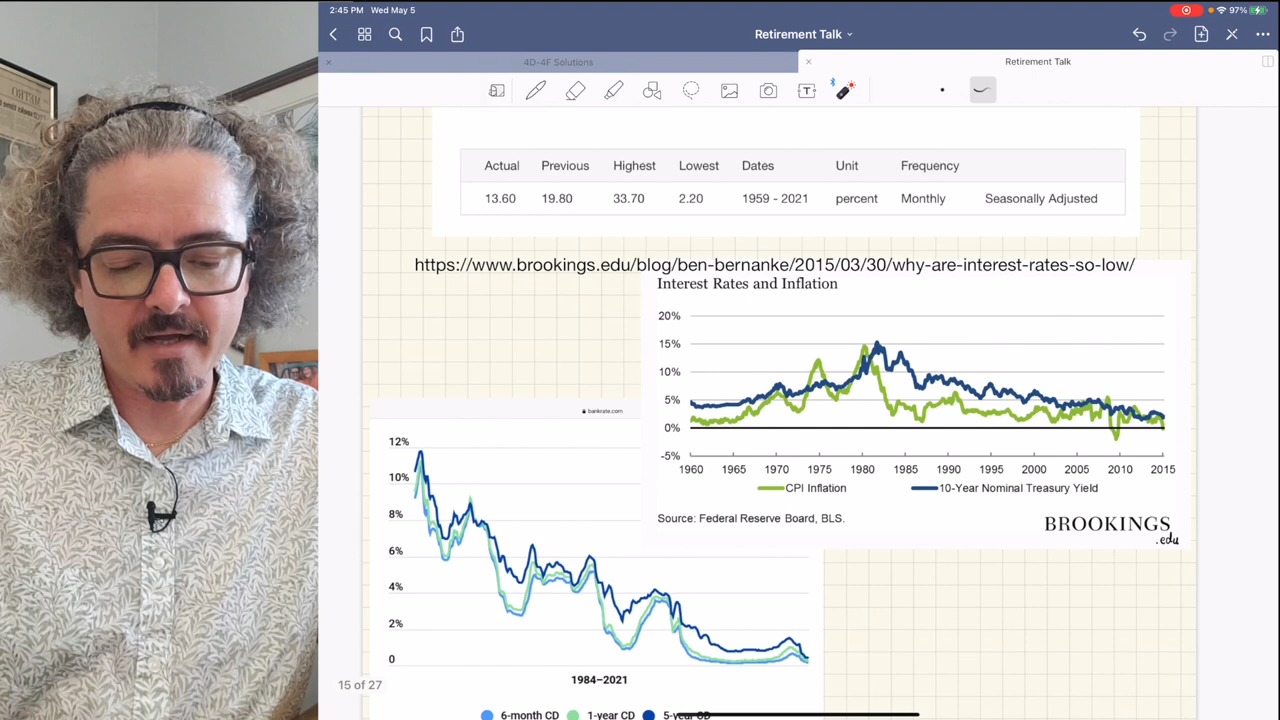 2:45 PM Wed May 5
97%
Retirement Talk
4D-4F Solutions
Retirement Talk
T
METRO
Actual Previous Highest Lowest Dates Unit Frequency
13.60 19.80 33.70 2.20 1959 - 2021 percent Monthly Seasonally Adjusted
https://www.brookings.edu/blog/ben-bernanke/2015/03/30/why-are-interest-rates-so-low/
Interest Rates and Inflation
20%
15%
10%
5%
0%
-5%
1960 1965 1970 1975 1980 1985 1990 1995 2000 2005 2010 2015
CPI Inflation 10-Year Nominal Treasury Yield
Source: Federal Reserve Board, BLS.
BROOKINGS
.edu
bankrate.com
12%
10%
8%
6%
4%
2%
0
1984–2021
15 of 27
6-month CD 1-year CD 5-year CD